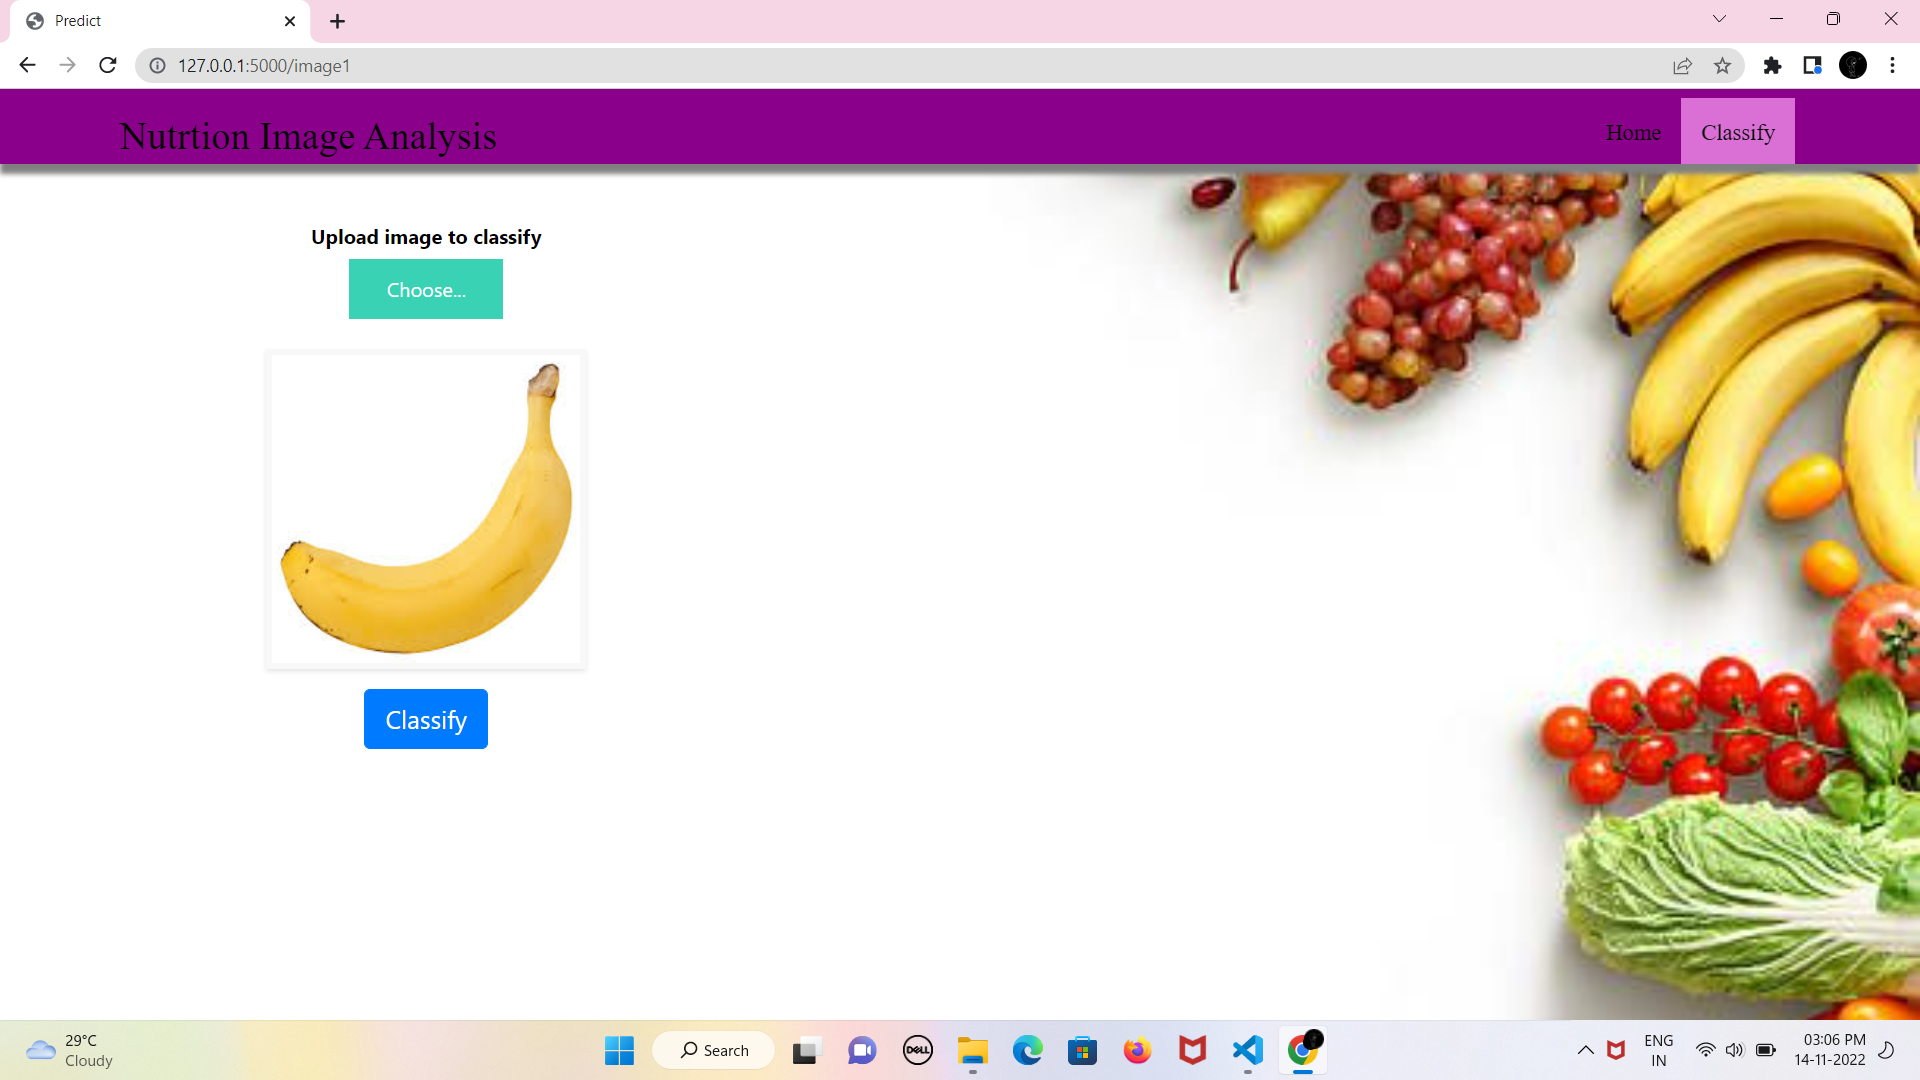 Predict
127.0.0.1:5000/image1
Nutrtion Image Analysis
Home
Classify
Upload image to classify
Choose...
Classify
29°C
Cloudy
Search
DELL
ENG
IN
03:06 PM
14-11-2022